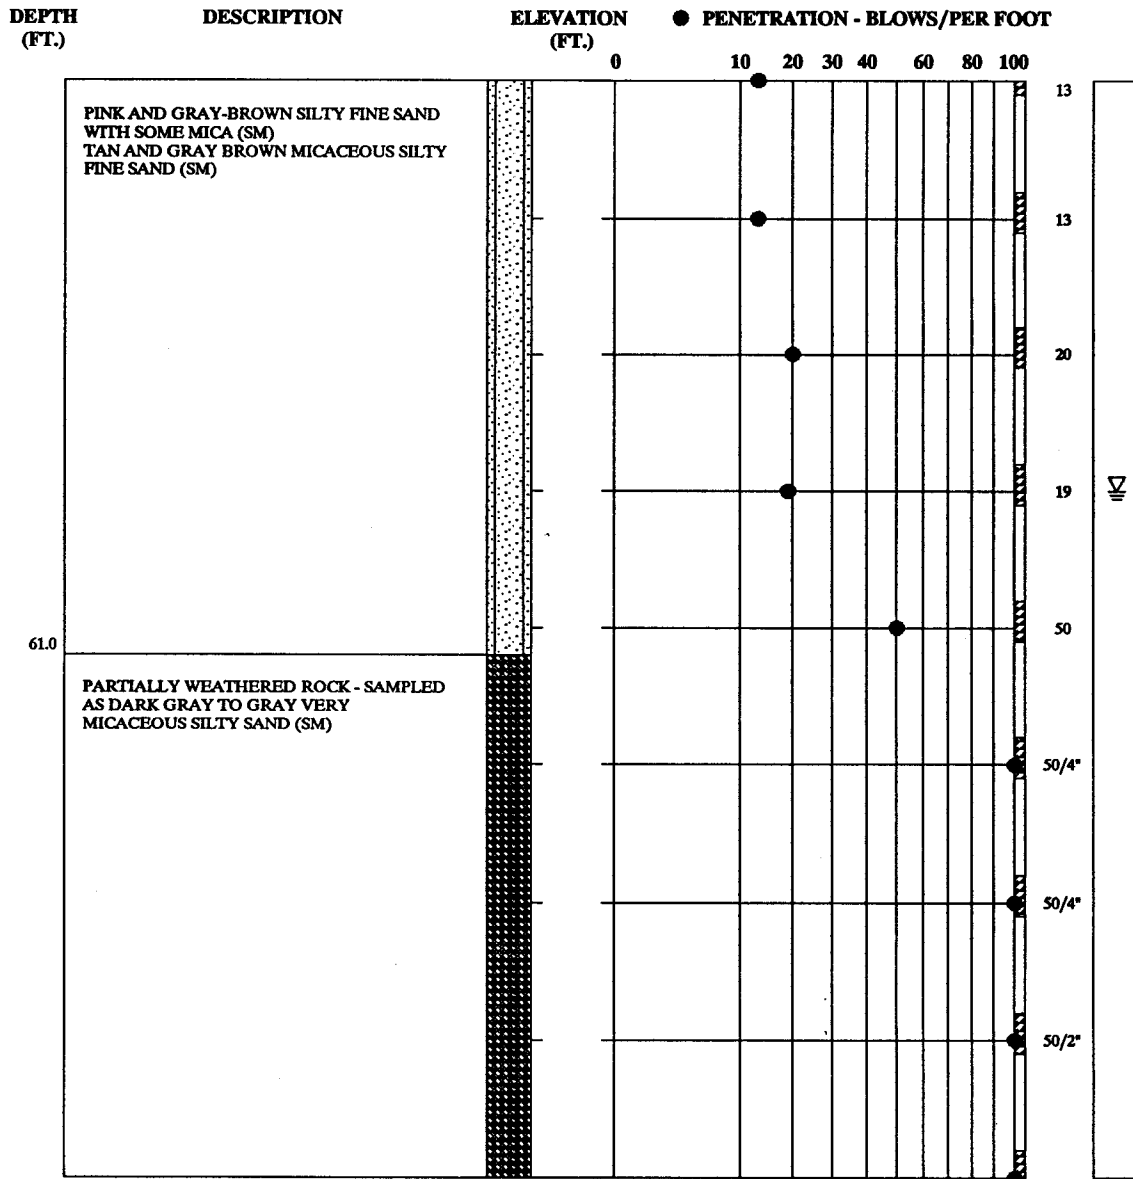 DEPTH
(FT.)
DESCRIPTION
ELEVATION
(FT.)
● PENETRATION - BLOWS/PER FOOT
0 10 20 30 40 60 80 100
PINK AND GRAY-BROWN SILTY FINE SAND
WITH SOME MICA (SM)
TAN AND GRAY BROWN MICACEOUS SILTY
FINE SAND (SM)
13
13
20
19
50
61.0
PARTIALLY WEATHERED ROCK - SAMPLED
AS DARK GRAY TO GRAY VERY
MICACEOUS SILTY SAND (SM)
50/4"
50/4"
50/2"